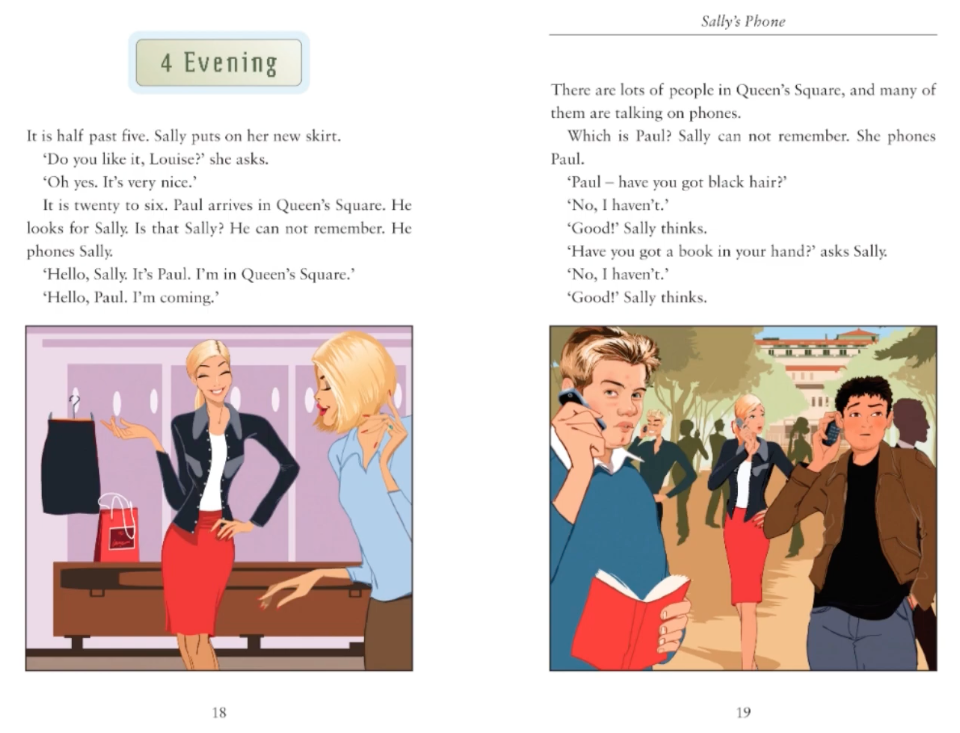 4 Evening
It is half past five. Sally puts on her new skirt.
‘Do you like it, Louise?’ she asks.
‘Oh yes. It’s very nice.’
It is twenty to six. Paul arrives in Queen’s Square. He
looks for Sally. Is that Sally? He can not remember. He
phones Sally.
‘Hello, Sally. It’s Paul. I’m in Queen’s Square.’
‘Hello, Paul. I’m coming.’
18
Sally’s Phone
There are lots of people in Queen’s Square, and many of
them are talking on phones.
Which is Paul? Sally can not remember. She phones
Paul.
‘Paul – have you got black hair?’
‘No, I haven’t.’
‘Good!’ Sally thinks.
‘Have you got a book in your hand?’ asks Sally.
‘No, I haven’t.’
‘Good!’ Sally thinks.
19